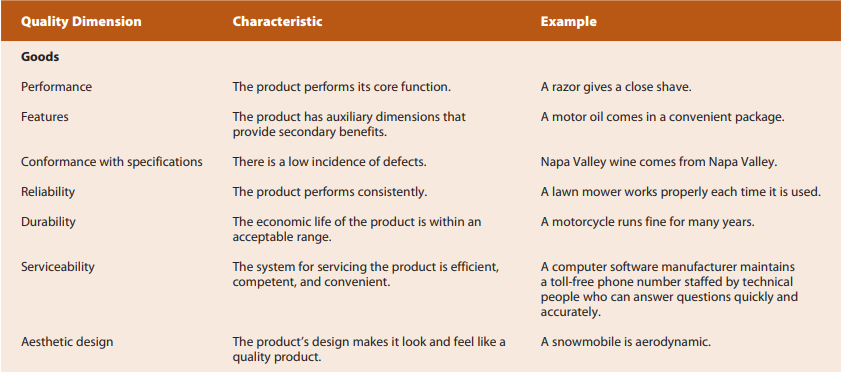 Quality Dimension Characteristic Example
Goods
Performance The product performs its core function. A razor gives a close shave.
Features The product has auxiliary dimensions that A motor oil comes in a convenient package.
provide secondary benefits.
Conformance with specifications There is a low incidence of defects. Napa Valley wine comes from Napa Valley.
Reliability The product performs consistently. A lawn mower works properly each time it is used.
Durability The economic life of the product is within an A motorcycle runs fine for many years.
acceptable range.
Serviceability The system for servicing the product is efficient, A computer software manufacturer maintains
competent, and convenient. a toll-free phone number staffed by technical
people who can answer questions quickly and
accurately.
Aesthetic design The product’s design makes it look and feel like a A snowmobile is aerodynamic.
quality product.